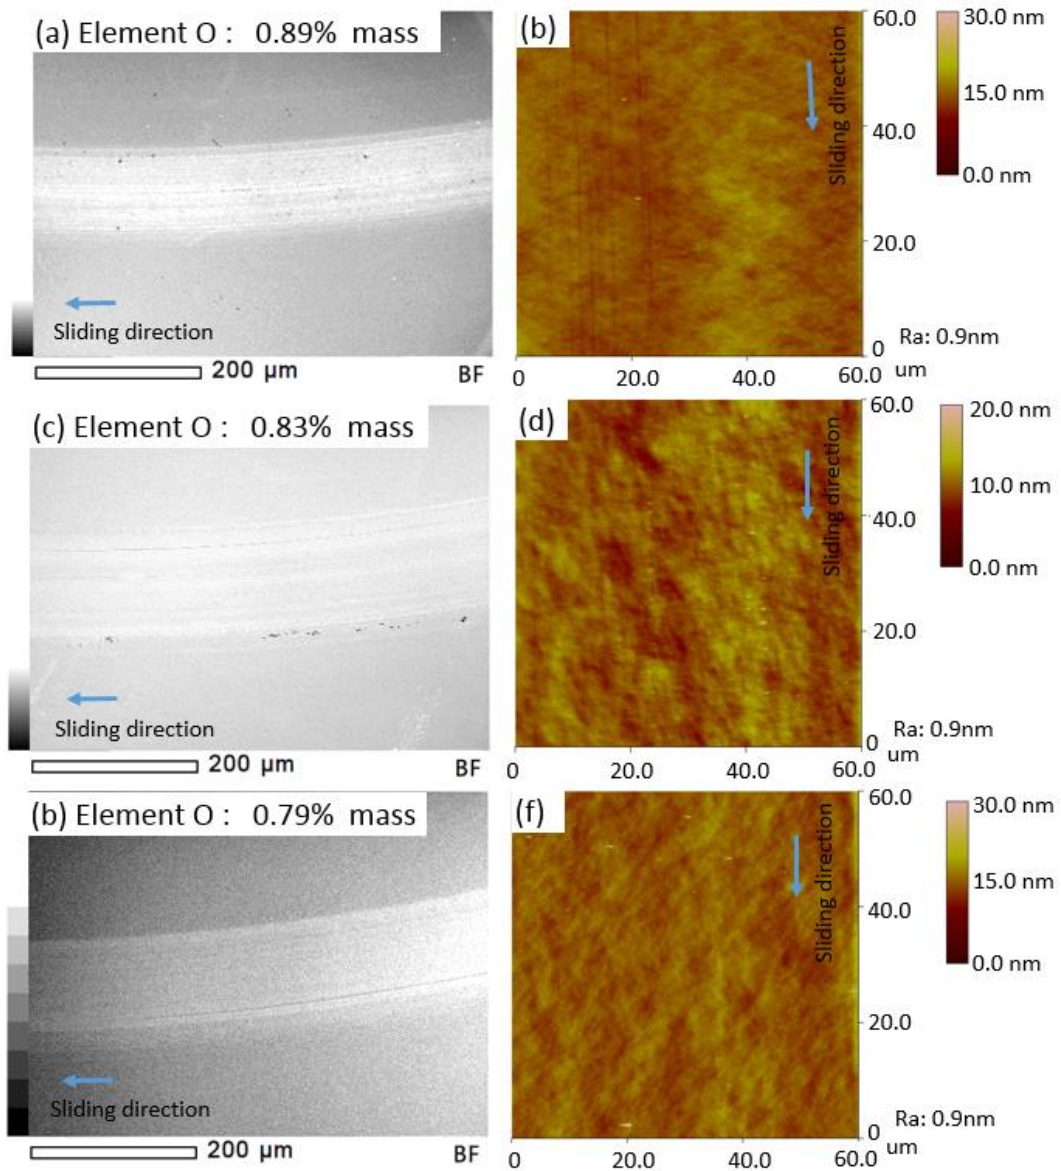 (a) Element O : 0.89% mass
Sliding direction
200 µm
BF
(b)
Sliding direction
60.0
40.0
20.0
0
0
20.0
40.0
60.0
um
Ra: 0.9nm
30.0 nm
15.0 nm
0.0 nm
(c) Element O : 0.83% mass
Sliding direction
200 µm
BF
(d)
Sliding direction
60.0
40.0
20.0
0
0
20.0
40.0
60.0
um
Ra: 0.9nm
20.0 nm
10.0 nm
0.0 nm
(b) Element O : 0.79% mass
Sliding direction
200 µm
BF
(f)
Sliding direction
60.0
40.0
20.0
0
0.0
20.0
40.0
60.0
um
Ra: 0.9nm
30.0 nm
15.0 nm
0.0 nm